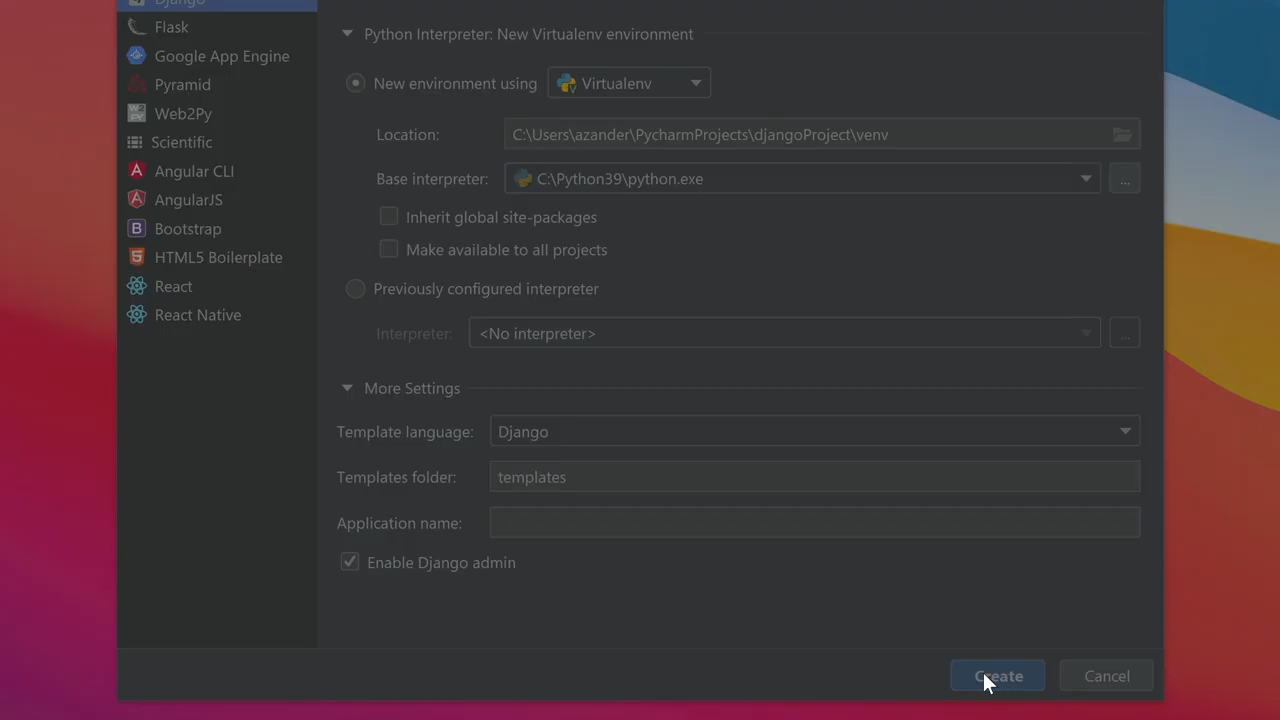 Django
Flask
Google App Engine
Pyramid
Web2Py
Scientific
Angular CLI
AngularJS
Bootstrap
HTML5 Boilerplate
React
React Native
Python Interpreter: New Virtualenv environment
New environment using Virtualenv
Location: C:\Users\azander\PycharmProjects\djangoProject\venv
Base interpreter: C:\Python39\python.exe ...
Inherit global site-packages
Make available to all projects
Previously configured interpreter
Interpreter: <No interpreter> ...
More Settings
Template language: Django
Templates folder: templates
Application name:
Enable Django admin
Create Cancel